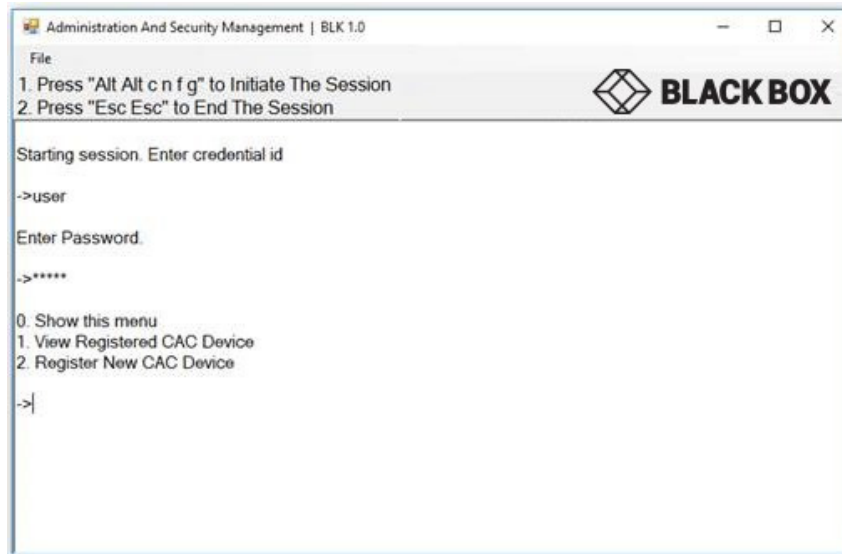 Administration And Security Management | BLK 1.0
File
1. Press "Alt Alt c n f g" to Initiate The Session
2. Press "Esc Esc" to End The Session
BLACK BOX
Starting session. Enter credential id
->user
Enter Password.
->*****
0. Show this menu
1. View Registered CAC Device
2. Register New CAC Device
->